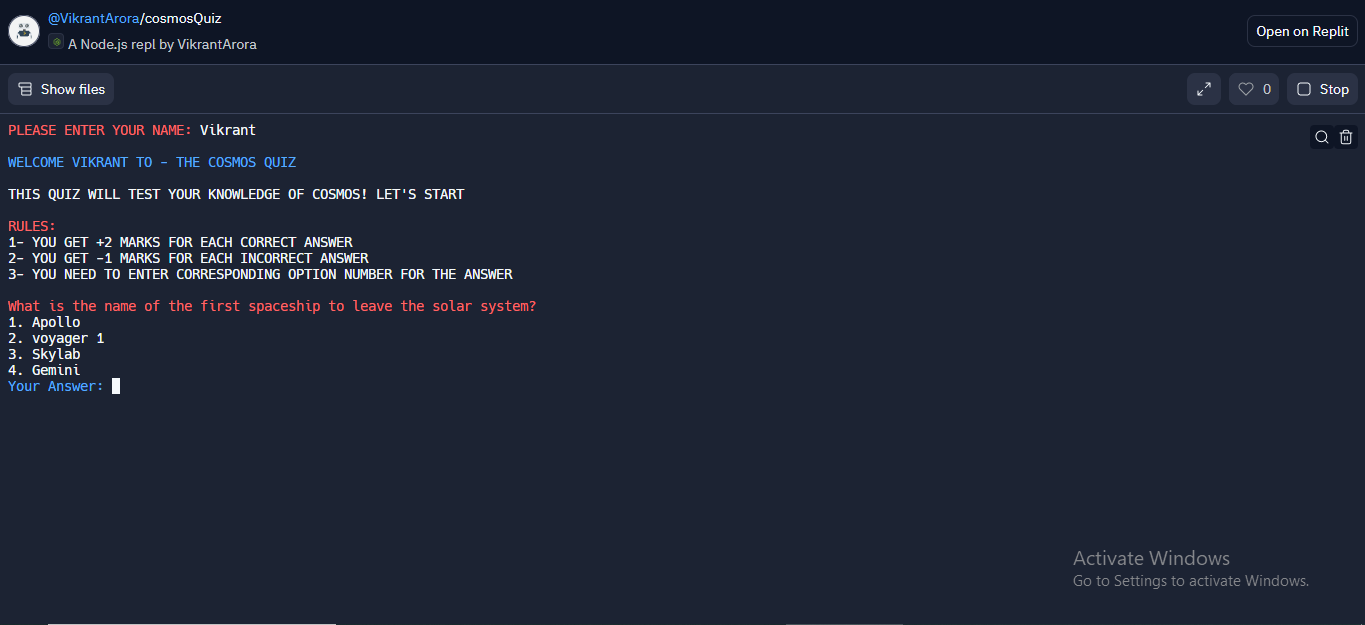 @VikrantArora/cosmosQuiz
A Node.js repl by VikrantArora
Open on Replit
Show files
0
Stop
PLEASE ENTER YOUR NAME: Vikrant
WELCOME VIKRANT TO - THE COSMOS QUIZ
THIS QUIZ WILL TEST YOUR KNOWLEDGE OF COSMOS! LET'S START
RULES:
1- YOU GET +2 MARKS FOR EACH CORRECT ANSWER
2- YOU GET -1 MARKS FOR EACH INCORRECT ANSWER
3- YOU NEED TO ENTER CORRESPONDING OPTION NUMBER FOR THE ANSWER
What is the name of the first spaceship to leave the solar system?
1. Apollo
2. voyager 1
3. Skylab
4. Gemini
Your Answer:
Activate Windows
Go to Settings to activate Windows.